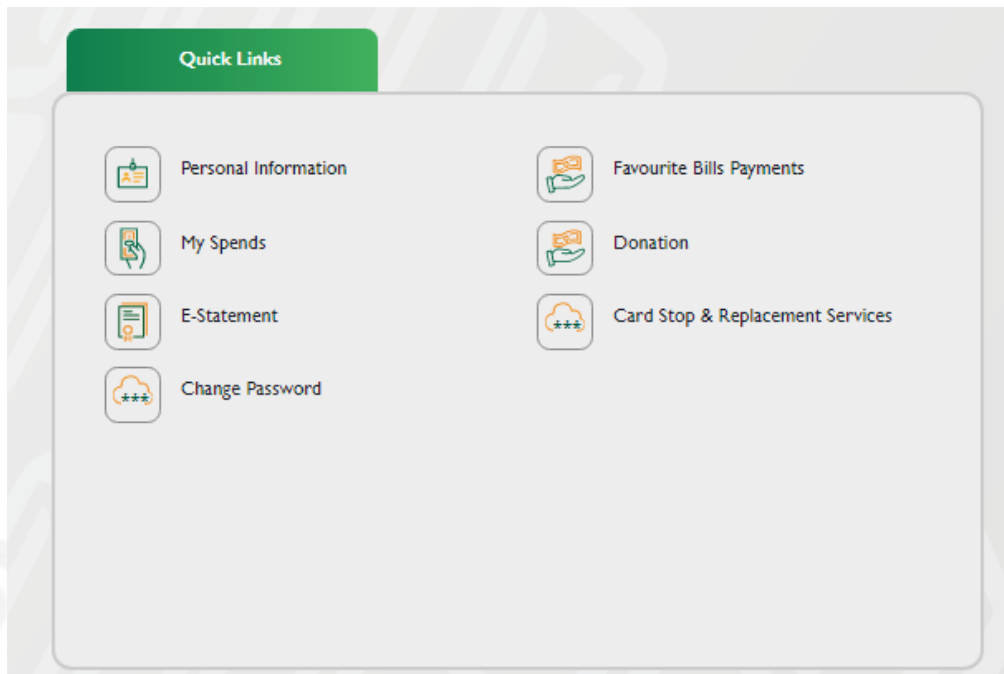 Quick Links
Personal Information
Favourite Bills Payments
My Spends
Donation
E-Statement
Card Stop & Replacement Services
Change Password